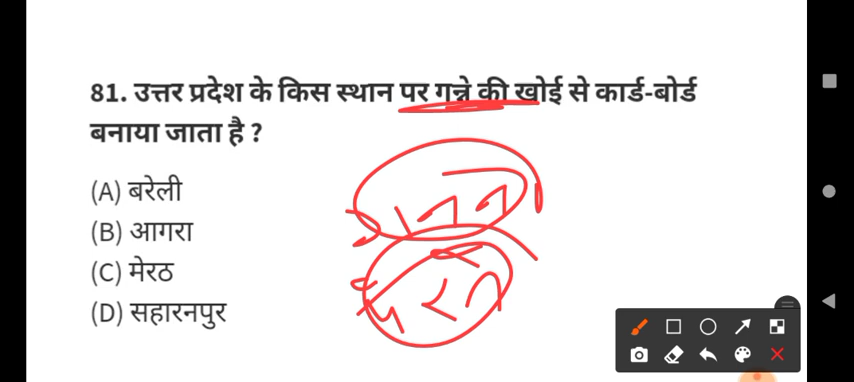 81. उत्तर प्रदेश के किस स्थान पर गन्ने की खोई से कार्ड-बोर्ड
बनाया जाता है ?
(A) बरेली
(B) आगरा
(C) मेरठ
(D) सहारनपुर